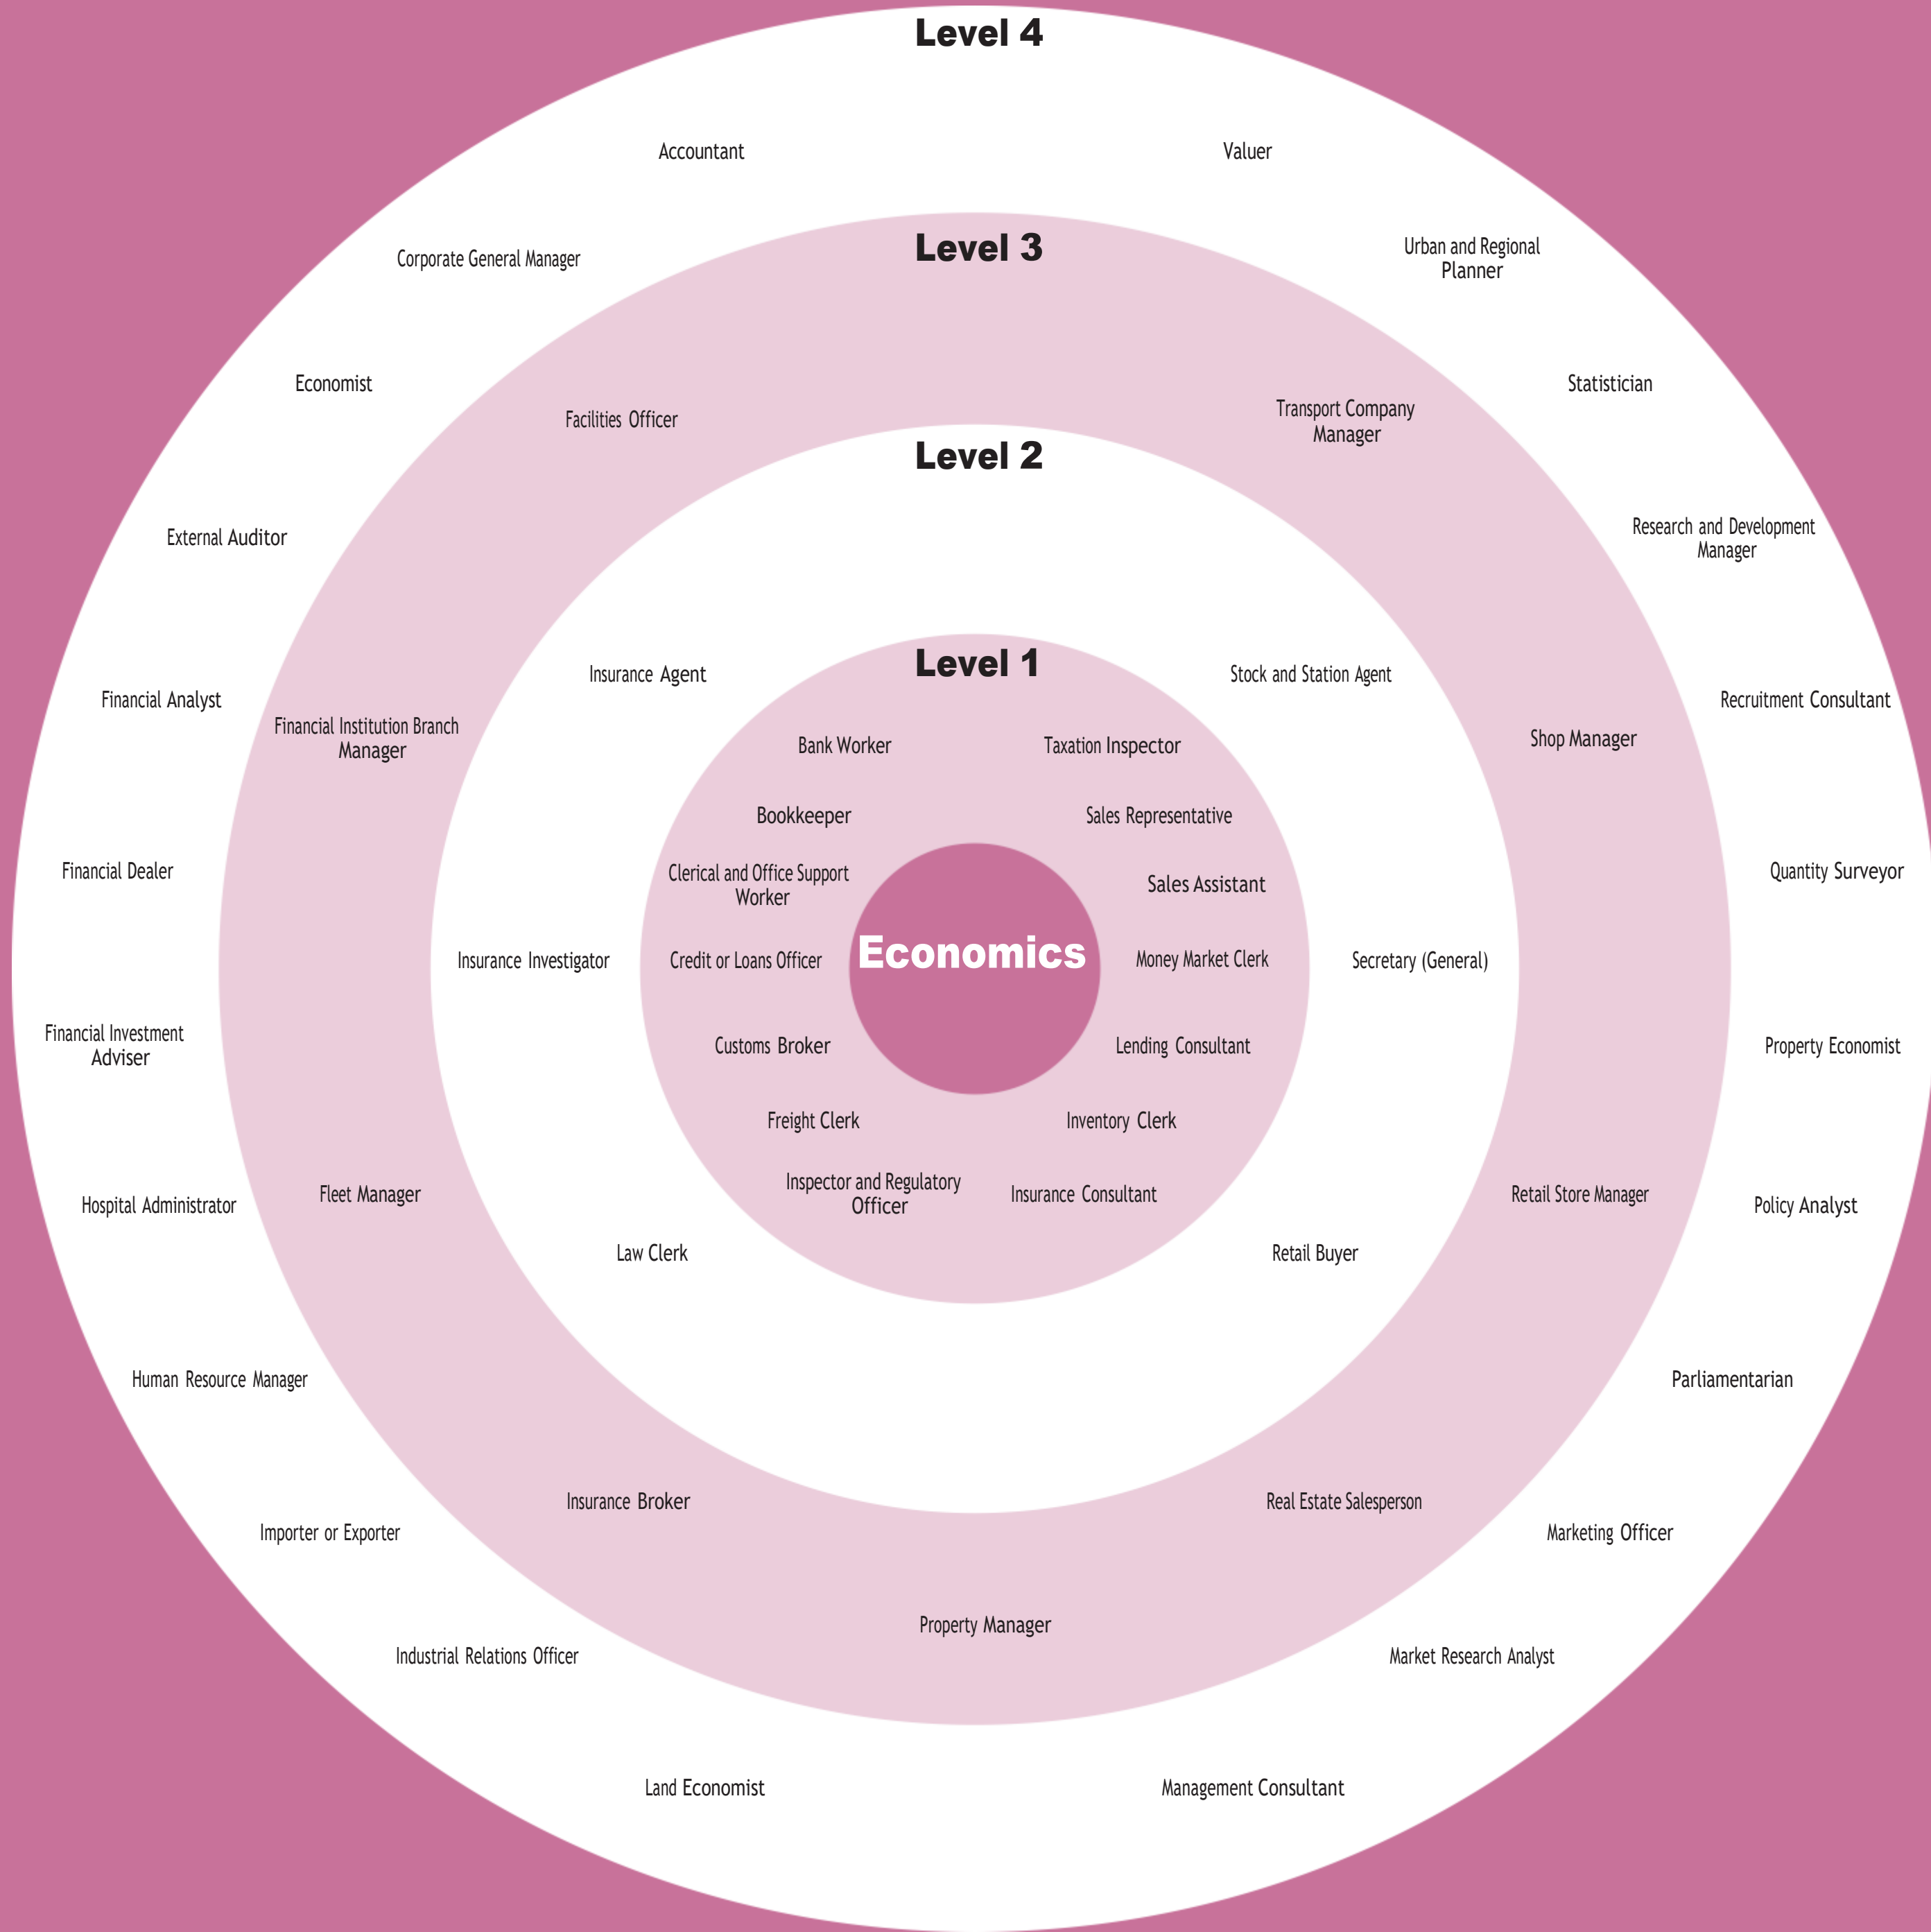 Level 4
Accountant
Valuer
Corporate General Manager
Urban and Regional
Planner
Level 3
Economist
Statistician
Facilities Officer
Transport Company
Manager
Level 2
External Auditor
Research and Development
Manager
Insurance Agent
Level 1
Stock and Station Agent
Financial Analyst
Recruitment Consultant
Financial Institution Branch
Manager
Bank Worker
Taxation Inspector
Shop Manager
Bookkeeper
Sales Representative
Financial Dealer
Clerical and Office Support
Worker
Sales Assistant
Quantity Surveyor
Insurance Investigator
Credit or Loans Officer
Economics
Money Market Clerk
Secretary (General)
Financial Investment
Adviser
Customs Broker
Lending Consultant
Property Economist
Freight Clerk
Inventory Clerk
Hospital Administrator
Fleet Manager
Inspector and Regulatory
Officer
Insurance Consultant
Retail Store Manager
Policy Analyst
Law Clerk
Retail Buyer
Human Resource Manager
Parliamentarian
Insurance Broker
Real Estate Salesperson
Importer or Exporter
Marketing Officer
Property Manager
Industrial Relations Officer
Market Research Analyst
Land Economist
Management Consultant